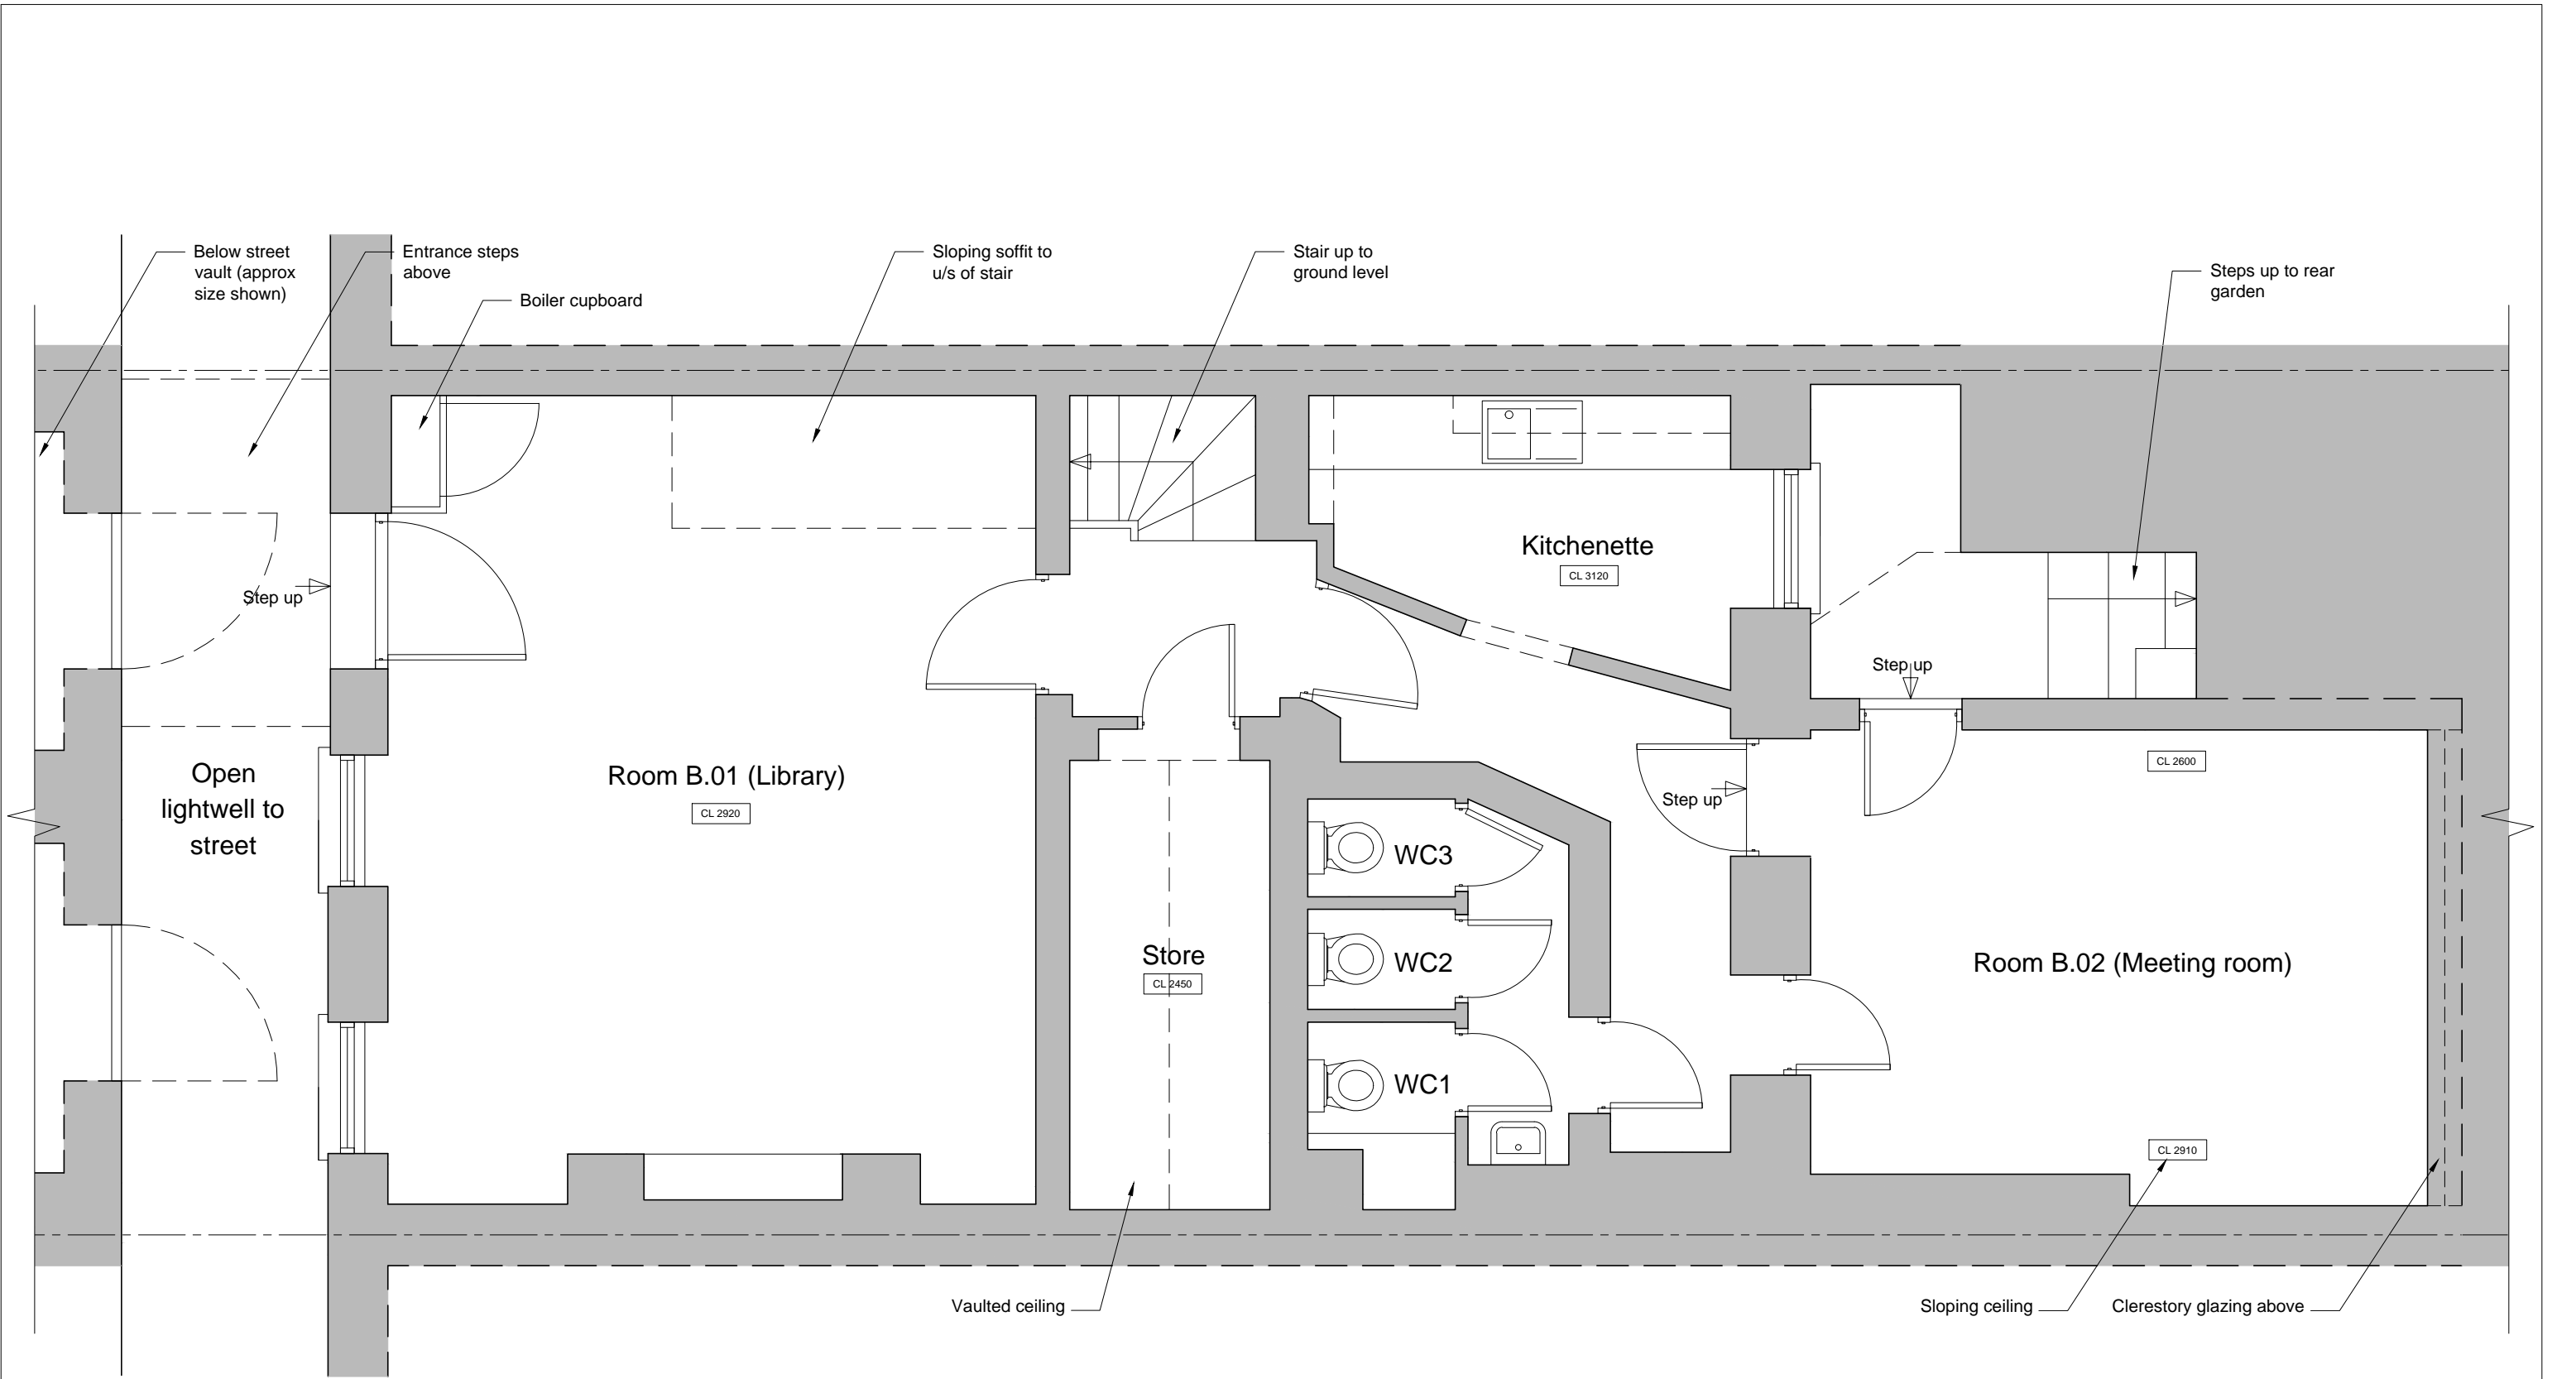 Below street
vault (approx
size shown)
Entrance steps
above
Boiler cupboard
Sloping soffit to
u/s of stair
Stair up to
ground level
Steps up to rear
garden
Kitchenette
CL 3120
Step up
Step up
Open
lightwell to
street
Room B.01 (Library)
CL 2920
CL 2600
Step up
WC3
Store
CL 2450
WC2
Room B.02 (Meeting room)
WC1
CL 2910
Vaulted ceiling
Sloping ceiling
Clerestory glazing above